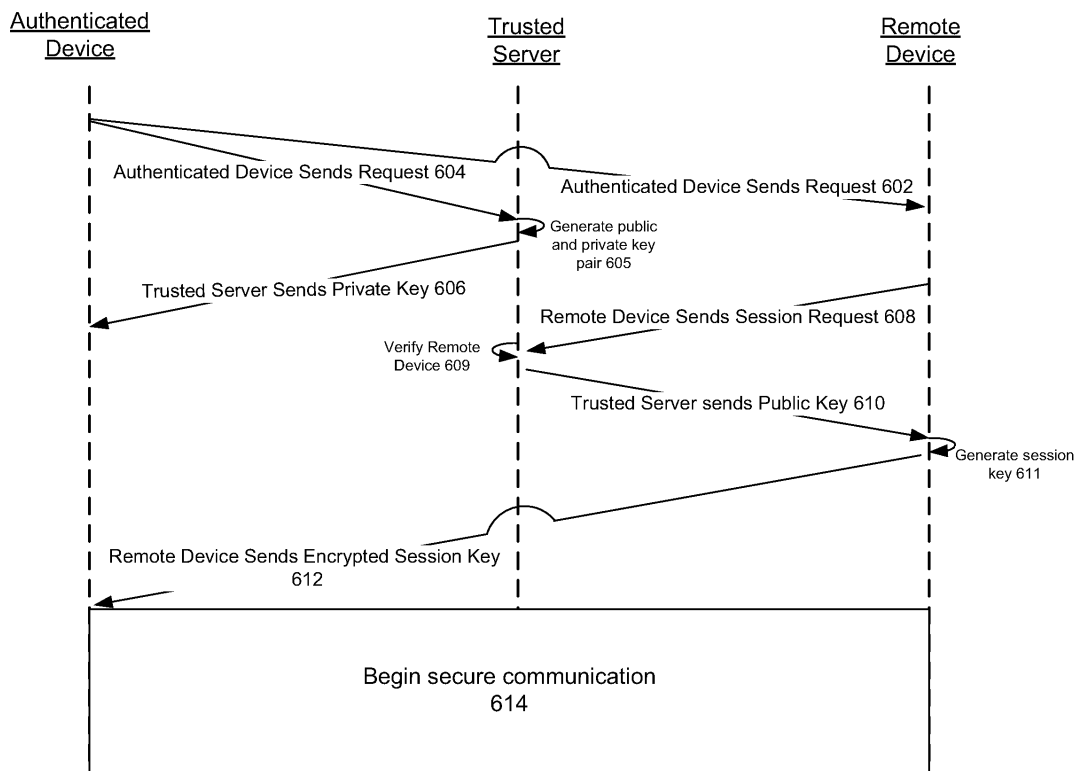 Authenticated
Device
Trusted
Server
Remote
Device
Authenticated Device Sends Request 604
Authenticated Device Sends Request 602
Generate public
and private key
pair 605
Trusted Server Sends Private Key 606
Remote Device Sends Session Request 608
Verify Remote
Device 609
Trusted Server sends Public Key 610
Generate session
key 611
Remote Device Sends Encrypted Session Key
612
Begin secure communication
614